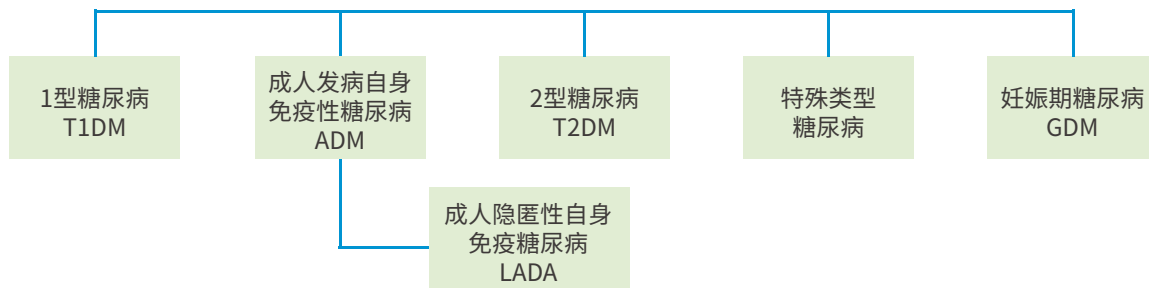 1型糖尿病
T1DM
成人发病自身
免疫性糖尿病
ADM
2型糖尿病
T2DM
特殊类型
糖尿病
妊娠期糖尿病
GDM
成人隐匿性自身
免疫糖尿病
LADA